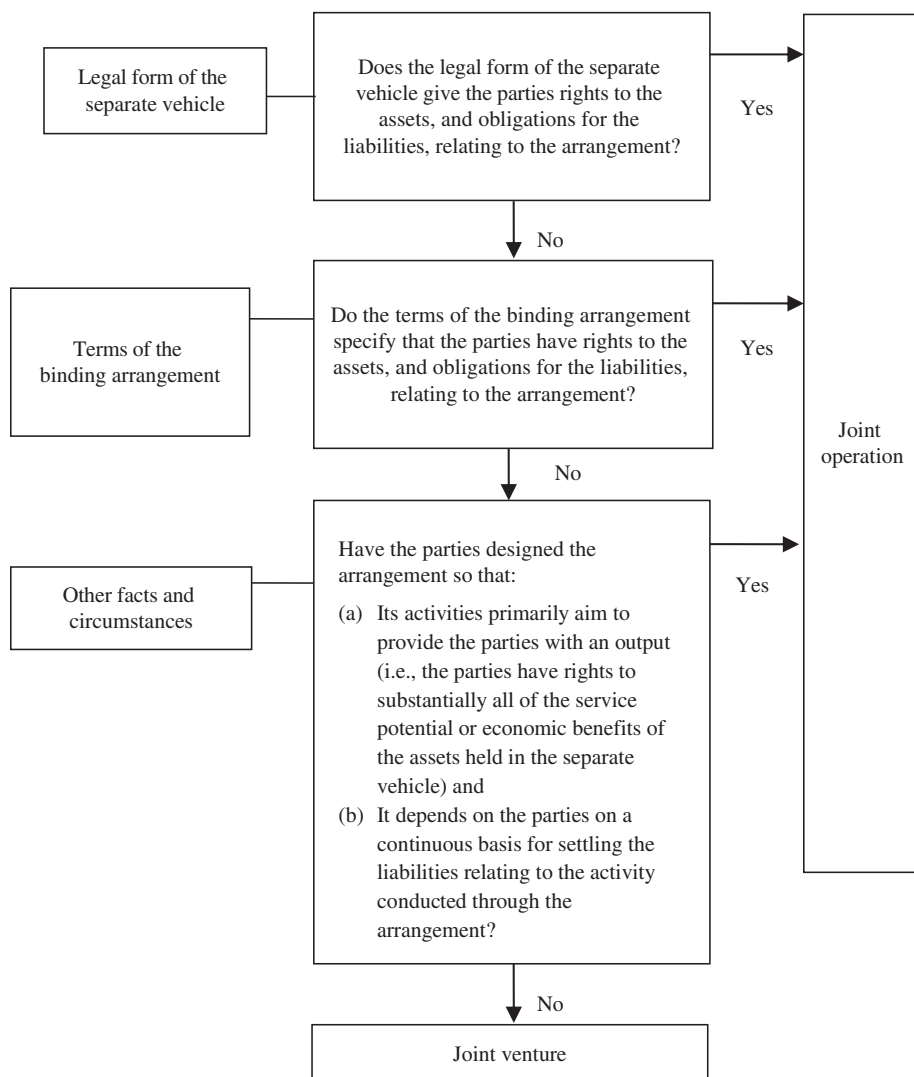 Legal form of the
separate vehicle
Does the legal form of the separate
vehicle give the parties rights to the
assets, and obligations for the
liabilities, relating to the arrangement?
Yes
No
Terms of the
binding arrangement
Do the terms of the binding arrangement
specify that the parties have rights to the
assets, and obligations for the liabilities,
relating to the arrangement?
Yes
Joint
operation
No
Other facts and
circumstances
Have the parties designed the
arrangement so that:
(a) Its activities primarily aim to
provide the parties with an output
(i.e., the parties have rights to
substantially all of the service
potential or economic benefits of
the assets held in the separate
vehicle) and
(b) It depends on the parties on a
continuous basis for settling the
liabilities relating to the activity
conducted through the
arrangement?
Yes
No
Joint venture